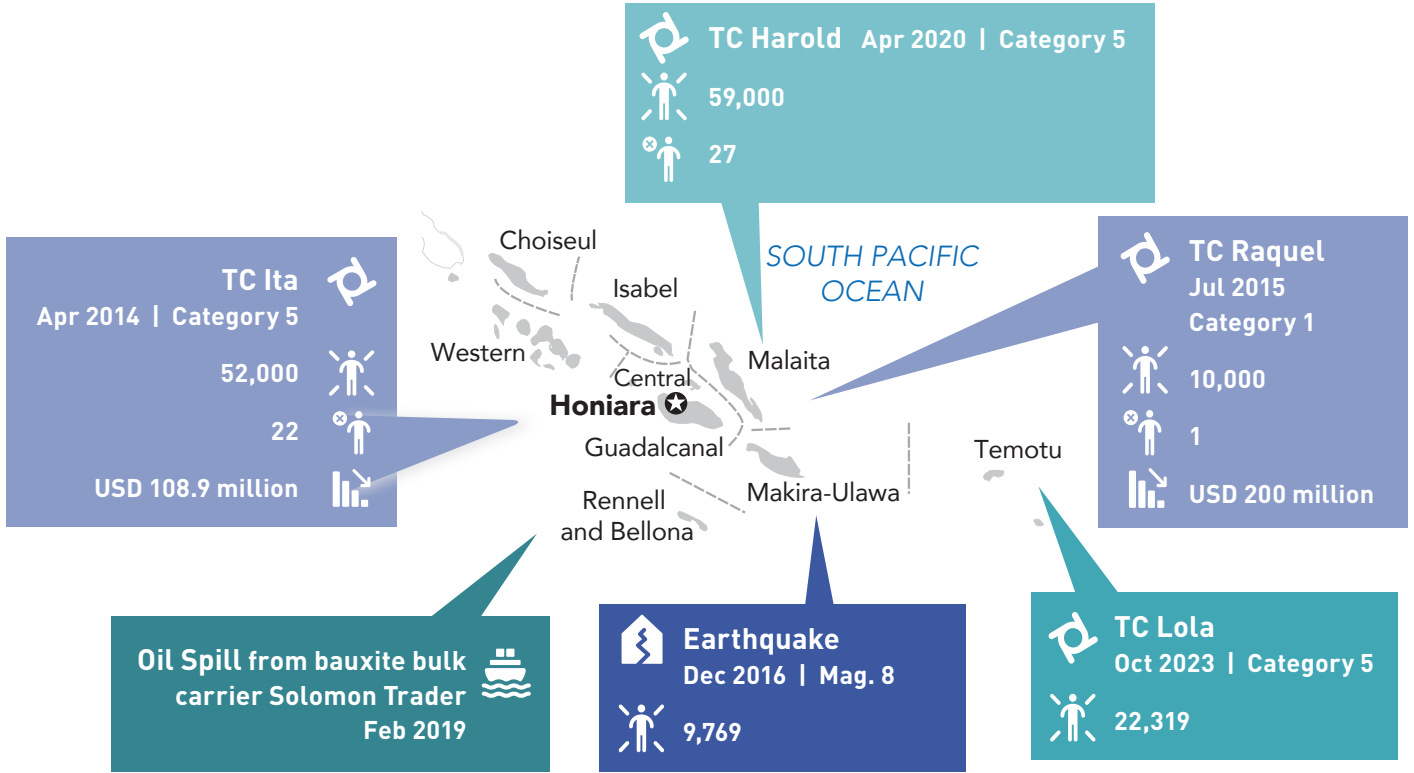 TC Harold Apr 2020 | Category 5
59,000
27
TC Ita
Apr 2014 | Category 5
52,000
22
USD 108.9 million
Choiseul
Isabel
Western
Central
Honiara
Guadalcanal
Malaita
Rennell
and Bellona
Makira-Ulawa
Temotu
SOUTH PACIFIC
OCEAN
TC Raquel
Jul 2015
Category 1
10,000
1
USD 200 million
Oil Spill from bauxite bulk
carrier Solomon Trader
Feb 2019
Earthquake
Dec 2016 | Mag. 8
9,769
TC Lola
Oct 2023 | Category 5
22,319